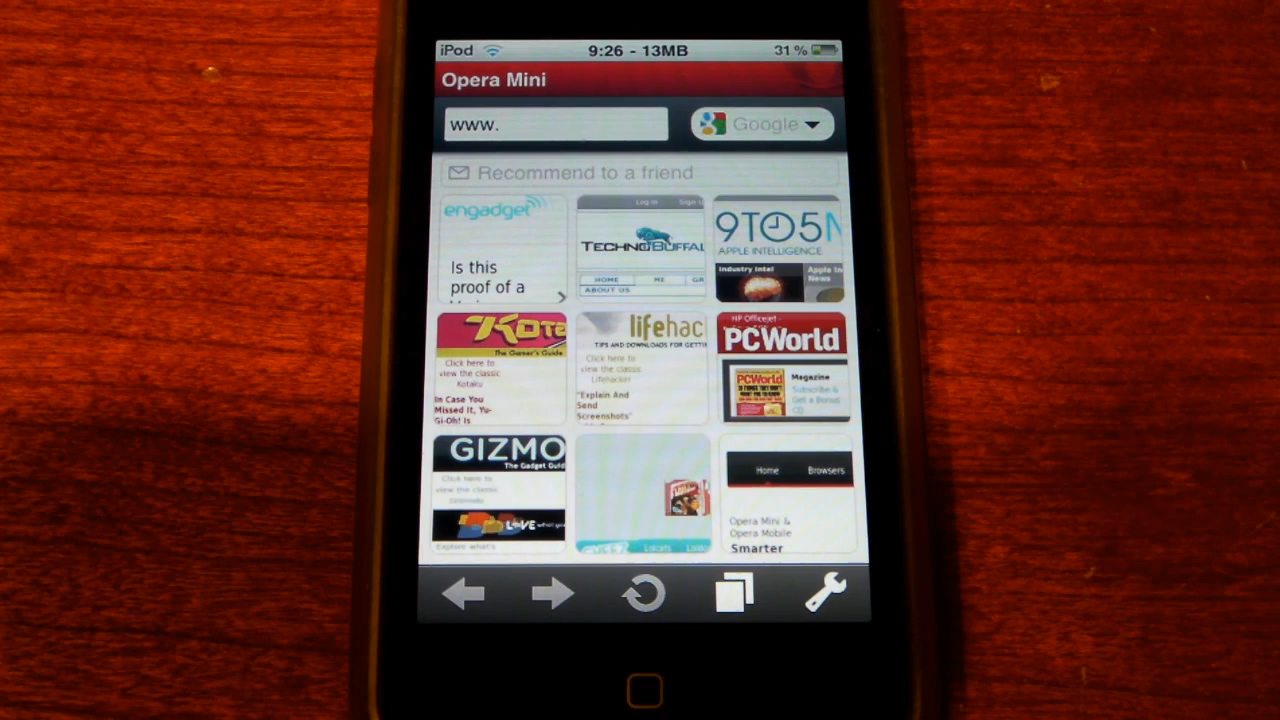 iPod 9:26 - 13MB 31 %
Opera Mini
www. Google
Recommend to a friend
engadget
Is this
proof of a
Log in Sign U
TECHNOBUFFAL
HOME ME GR
ABOUT US
9TO5M
APPLE INTELLIGENCE
Industry Intel
Apple In
News
KOTA
The Gamer's Guide
Click here to
view the classic
Kotaku
In Case You
Missed It, Yu-
Gi-Oh! Is
lifehac
TIPS AND DOWNLOADS FOR GETTI
Click here to
view the classic
Lifehacker
"Explain And
Send
Screenshots"
HP Officejet -
PCWorld
PCWorld
Magazine
Subscribe &
Get a Bonus
CD
GIZMO
The Gadget Guid
Click here to
view the classic
Gizmodo
LOVE what you
Explore what's
Lolcats
Home Browsers
Opera Mini &
Opera Mobile
Smarter